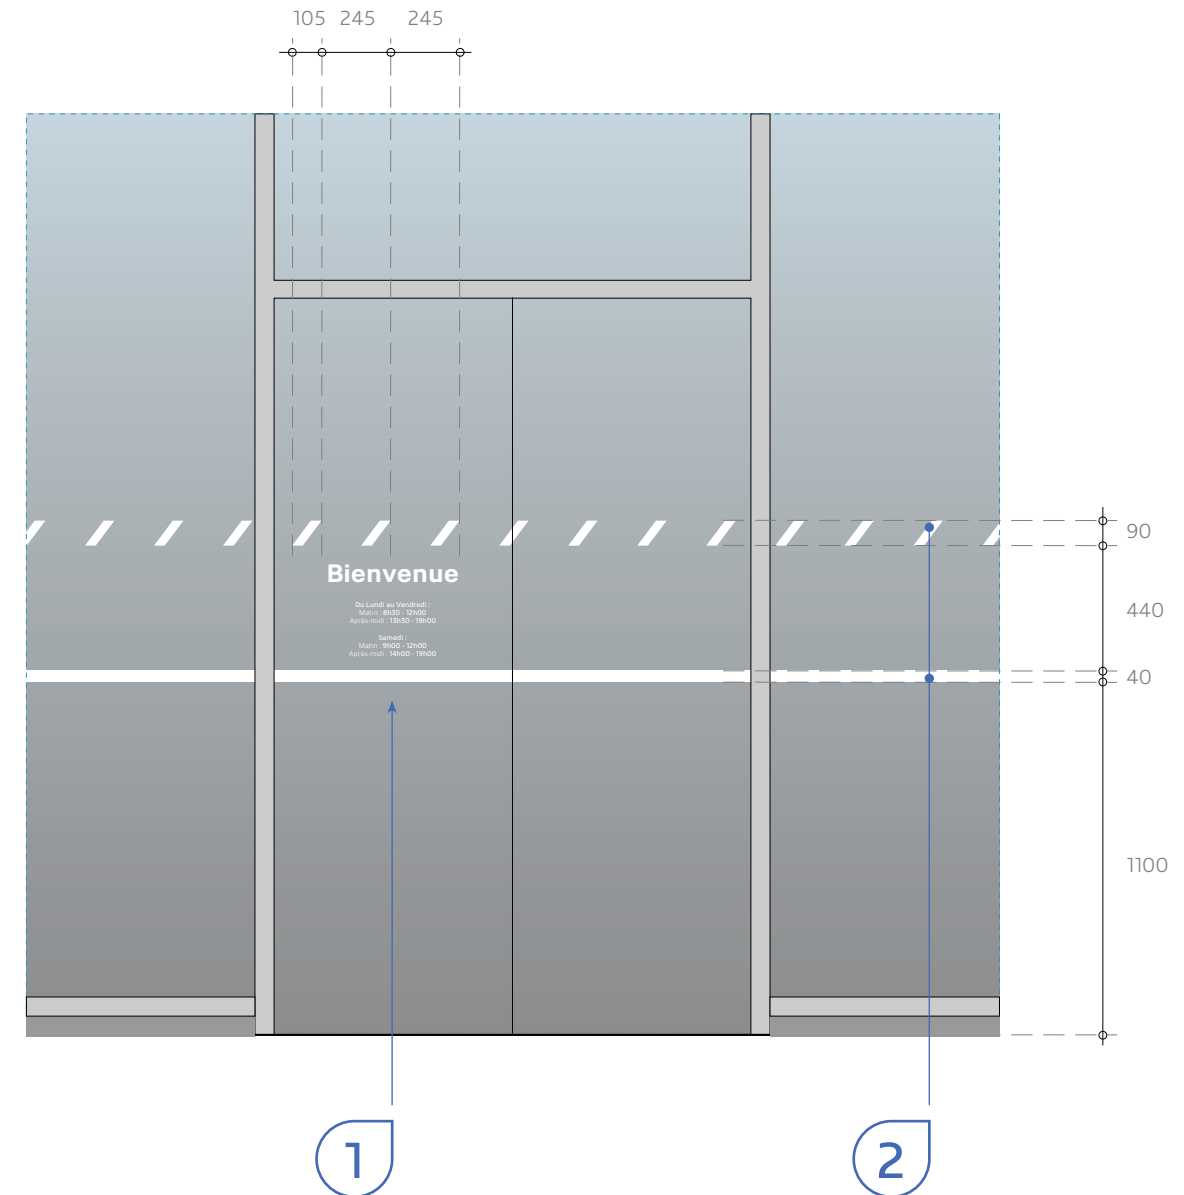 105 245 245
90
Bienvenue
Du Lundi au Vendredi :
Matin : 8h30 - 12h00
Après-midi : 13h30 - 19h00
440
Samedi :
Matin : 9h00 - 12h00
Après-midi : 14h00 - 19h00
40
1100
1 2